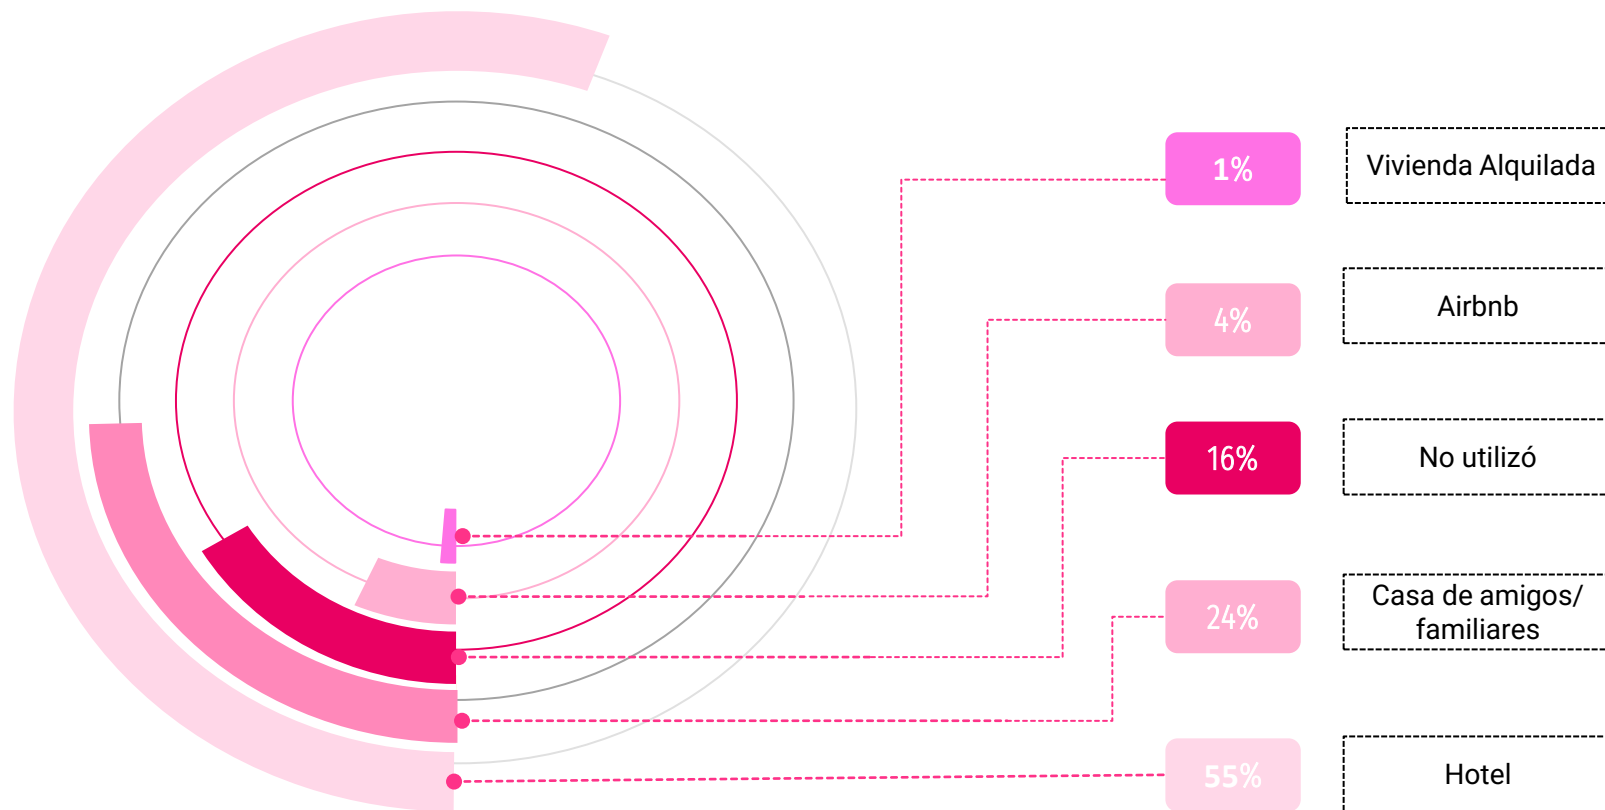 1%
Vivienda Alquilada
4%
Airbnb
16%
No utilizó
24%
Casa de amigos/
familiares
55%
Hotel